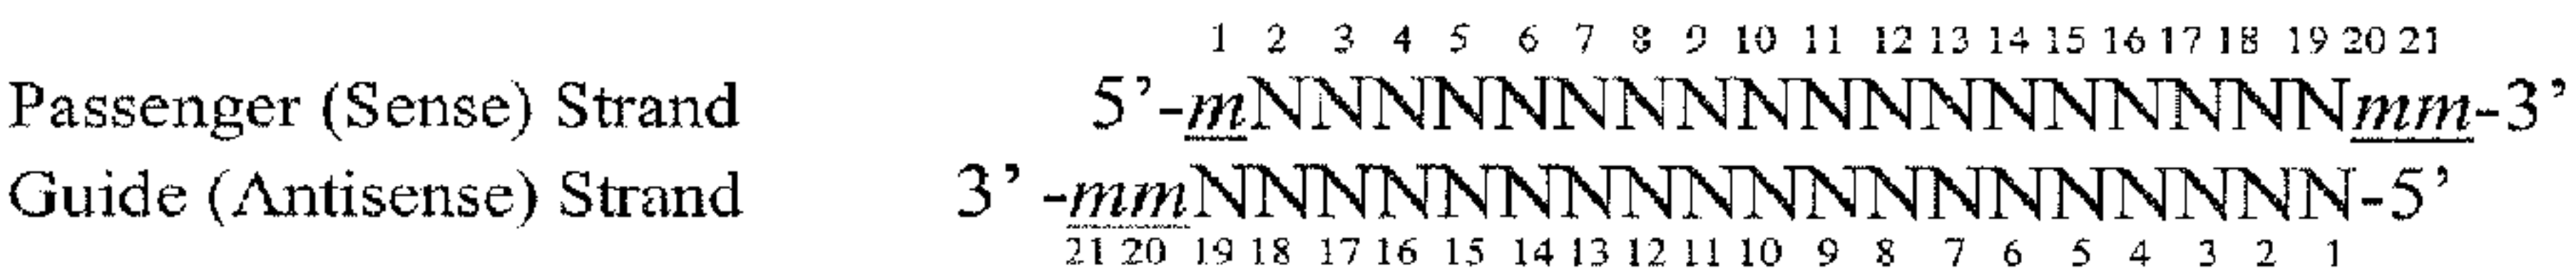 1 2 3 4 5 6 7 8 9 10 11 12 13 14 15 16 17 18 19 20 21
Passenger (Sense) Strand 5’-mNNNNNNNNNNNNNNNNNNmm-3’
Guide (Antisense) Strand 3’ -mmNNNNNNNNNNNNNNNNNNN-5’
21 20 19 18 17 16 15 14 13 12 11 10 9 8 7 6 5 4 3 2 1